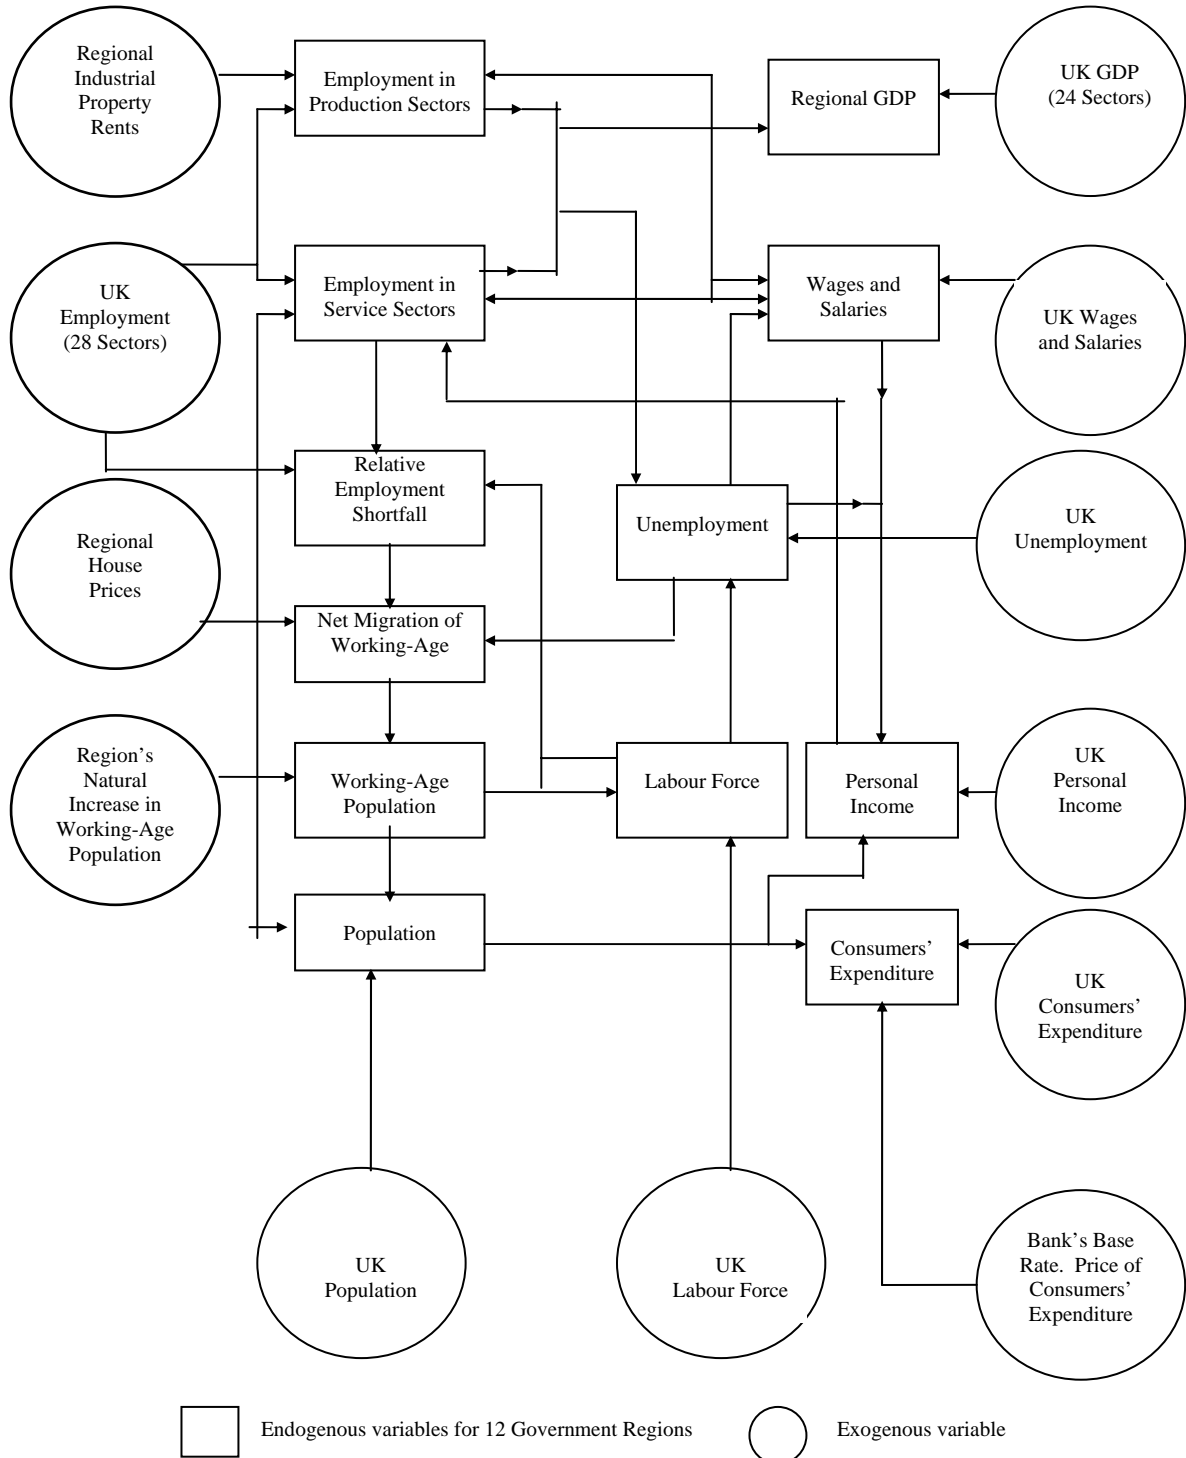 Regional
Industrial
Property
Rents
Employment in
Production Sectors
Regional GDP
UK GDP
(24 Sectors)
UK
Employment
(28 Sectors)
Employment in
Service Sectors
Wages and
Salaries
UK Wages
and Salaries
Relative
Employment
Shortfall
Unemployment
UK
Unemployment
Regional
House
Prices
Net Migration of
Working-Age
Region's
Natural
Increase in
Working-Age
Population
Working-Age
Population
Labour Force
Personal
Income
UK
Personal
Income
Population
Consumers'
Expenditure
UK
Consumers'
Expenditure
UK
Population
UK
Labour Force
Bank's Base
Rate.  Price of
Consumers'
Expenditure
Endogenous variables for 12 Government Regions
Exogenous variable